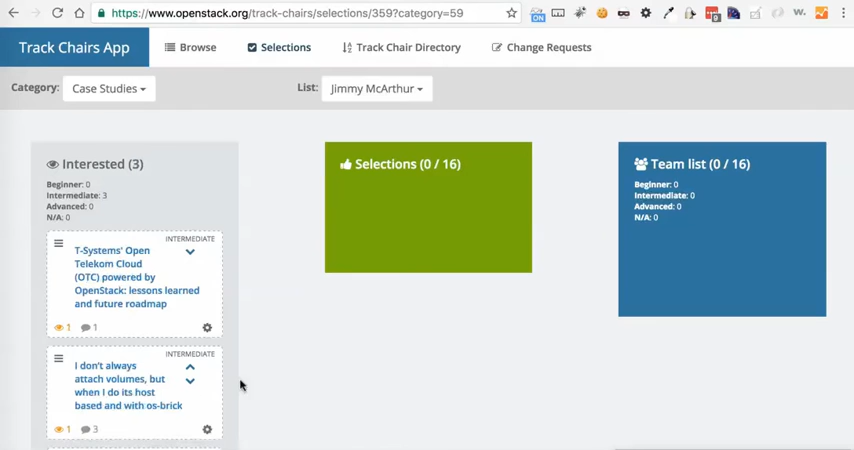 https://www.openstack.org/track-chairs/selections/359?category=59
ON
9
w.
Track Chairs App
Browse
Selections
Track Chair Directory
Change Requests
Category:
Case Studies
List:
Jimmy McArthur
Interested (3)
Beginner: 0
Intermediate: 3
Advanced: 0
N/A: 0
INTERMEDIATE
T-Systems' Open
Telekom Cloud
(OTC) powered by
OpenStack: lessons learned
and future roadmap
1
1
INTERMEDIATE
I don't always
attach volumes, but
when I do its host
based and with os-brick
1
3
Selections (0 / 16)
Team list (0 / 16)
Beginner: 0
Intermediate: 0
Advanced: 0
N/A: 0